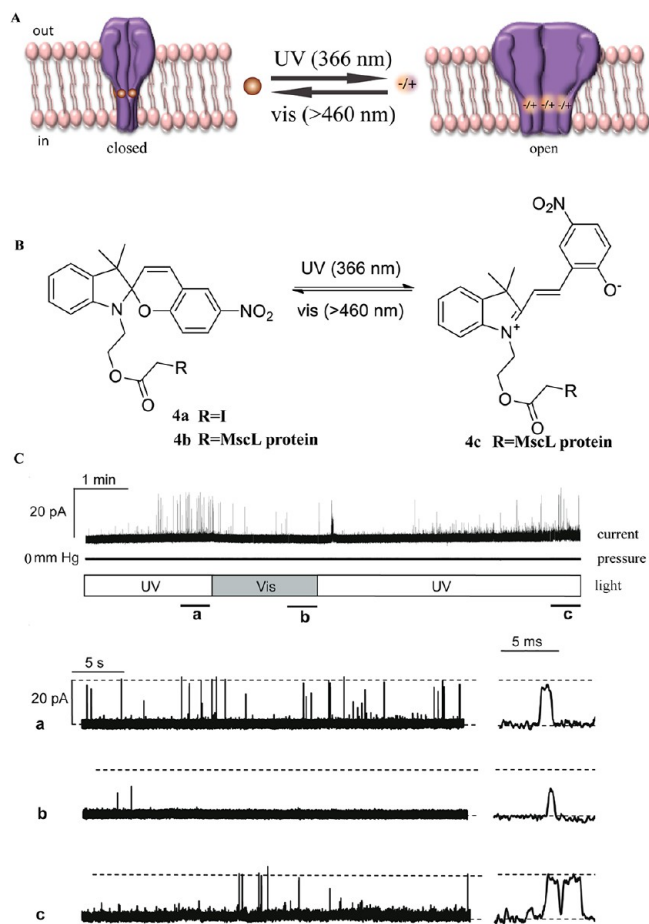 A
out
in
closed
UV (366 nm)
vis (>460 nm)
-/+
-/+ -/+ -/+
open
B
N
O
NO₂
O
O
R
4a R=I
4b R=MscL protein
UV (366 nm)
vis (>460 nm)
O₂N
O⁻
N⁺
O
O
R
4c R=MscL protein
C
1 min
20 pA
current
0 mm Hg
pressure
UV
Vis
UV
light
a
b
c
5 s
5 ms
20 pA
a
b
c